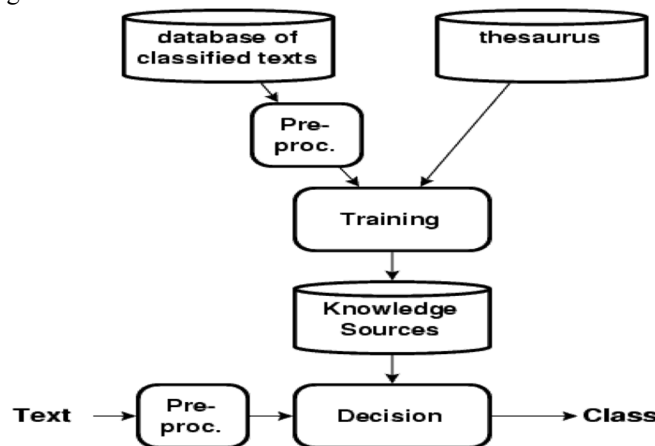 database of
classified texts
thesaurus
Pre-
proc.
Training
Knowledge
Sources
Text
Pre-
proc.
Decision
Class